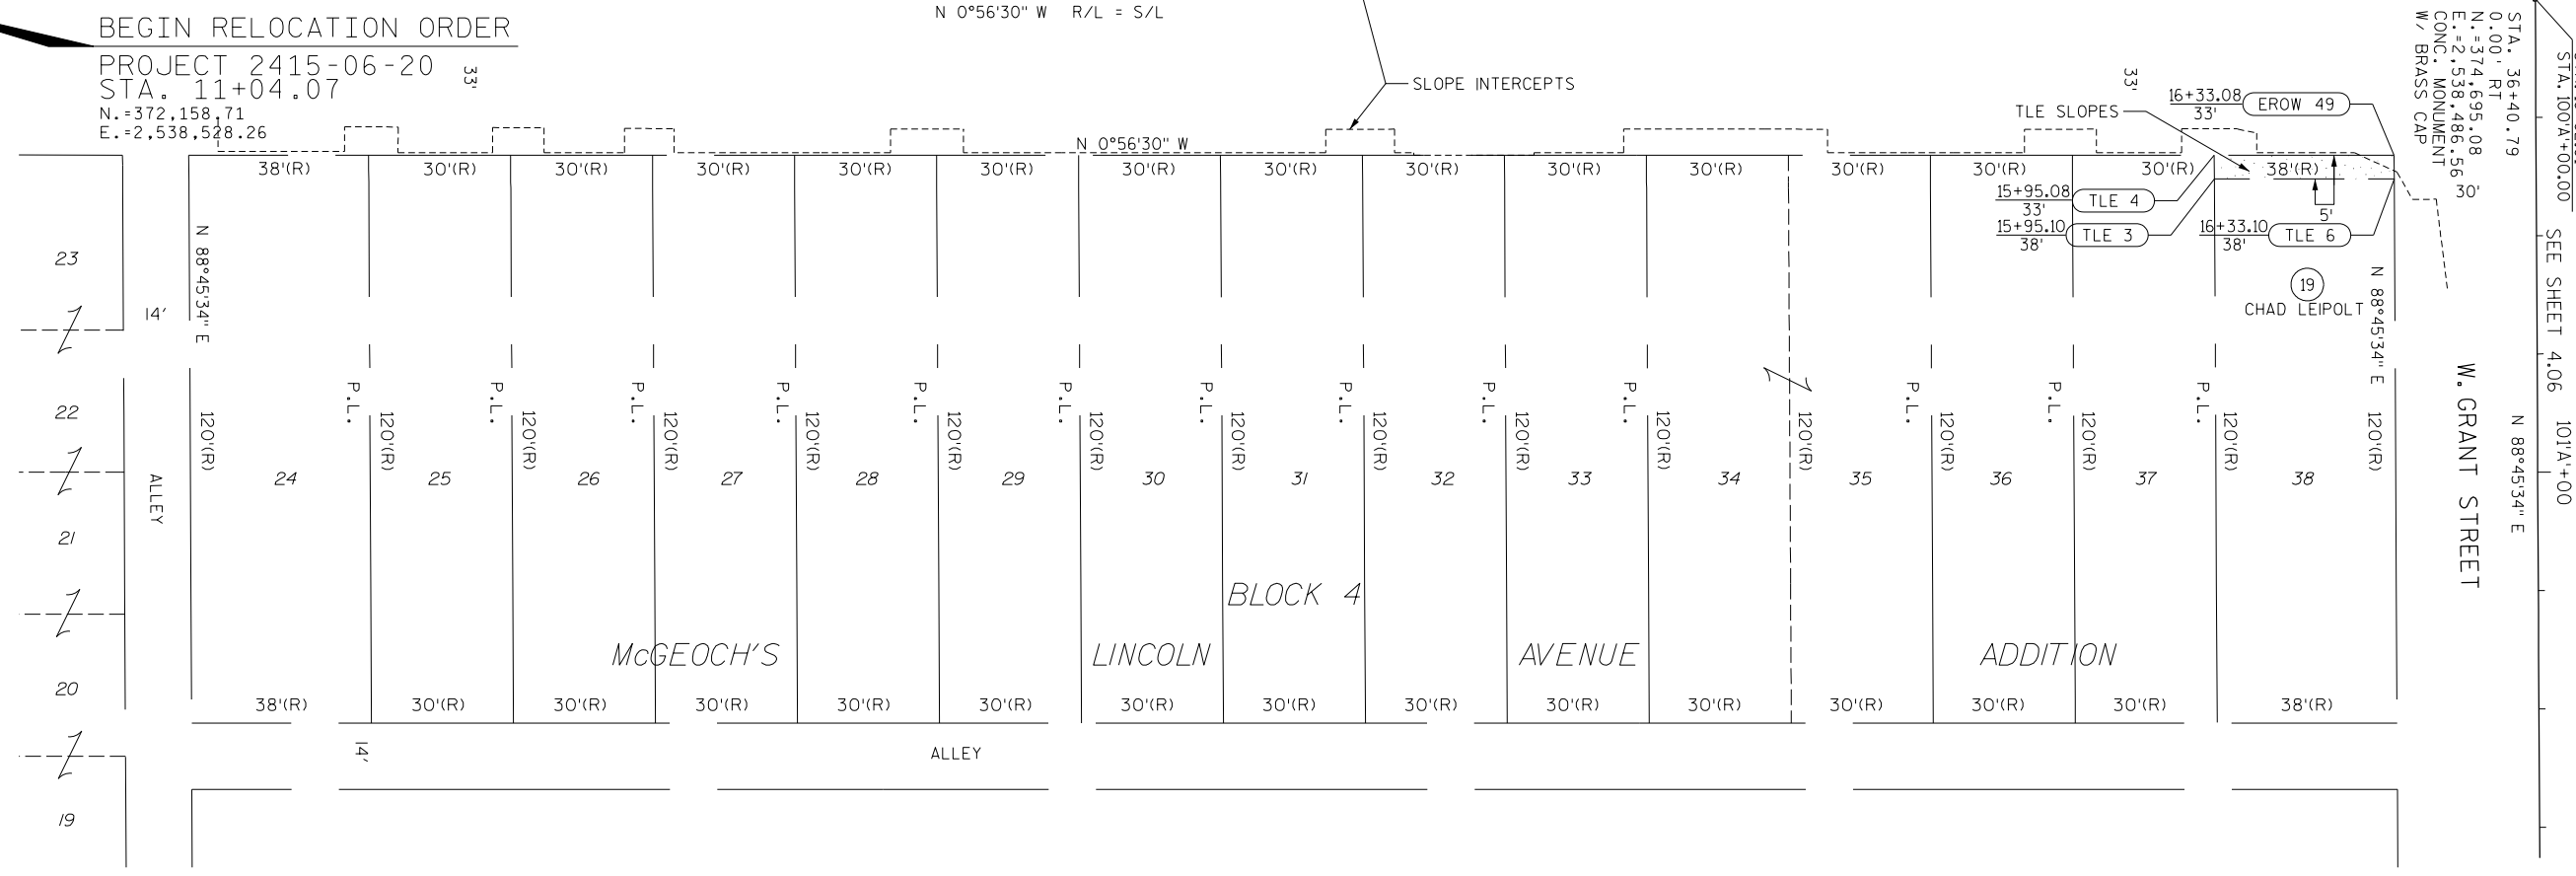 BEGIN RELOCATION ORDER
PROJECT 2415-06-20
STA. 11+04.07
N.=372,158.71
E.=2,538,528.26
33'
N 0°56'30" W R/L = S/L
SLOPE INTERCEPTS
N 0°56'30" W
33'
TLE SLOPES
16+33.08
33'
EROW 49
STA. 36+40.79
0.00' RT
N.=374,695.08
E.=2,538,486.56
CONC. MONUMENT
W/ BRASS CAP
30'
STA. 100'A'+00.00
SEE SHEET 4.06
101'A'+00
38'(R) 30'(R) 30'(R) 30'(R) 30'(R) 30'(R) 30'(R) 30'(R) 30'(R) 30'(R) 30'(R) 30'(R) 30'(R) 30'(R) 38'(R)
15+95.08
33'
TLE 4
15+95.10
38'
TLE 3
5'
16+33.10
38'
TLE 6
19
CHAD LEIPOLT
N 88°45'34" E
N 88°45'34" E
N 88°45'34" E
W. GRANT STREET
23
14'
22
21
20
19
ALLEY
P.L. P.L. P.L. P.L. P.L. P.L. P.L. P.L. P.L. P.L. P.L. P.L. P.L.
120'(R) 120'(R) 120'(R) 120'(R) 120'(R) 120'(R) 120'(R) 120'(R) 120'(R) 120'(R) 120'(R) 120'(R) 120'(R) 120'(R) 120'(R) 120'(R)
24 25 26 27 28 29 30 31 32 33 34 35 36 37 38
BLOCK 4
McGEOCH'S LINCOLN AVENUE ADDITION
38'(R) 30'(R) 30'(R) 30'(R) 30'(R) 30'(R) 30'(R) 30'(R) 30'(R) 30'(R) 30'(R) 30'(R) 30'(R) 30'(R) 38'(R)
14'
ALLEY